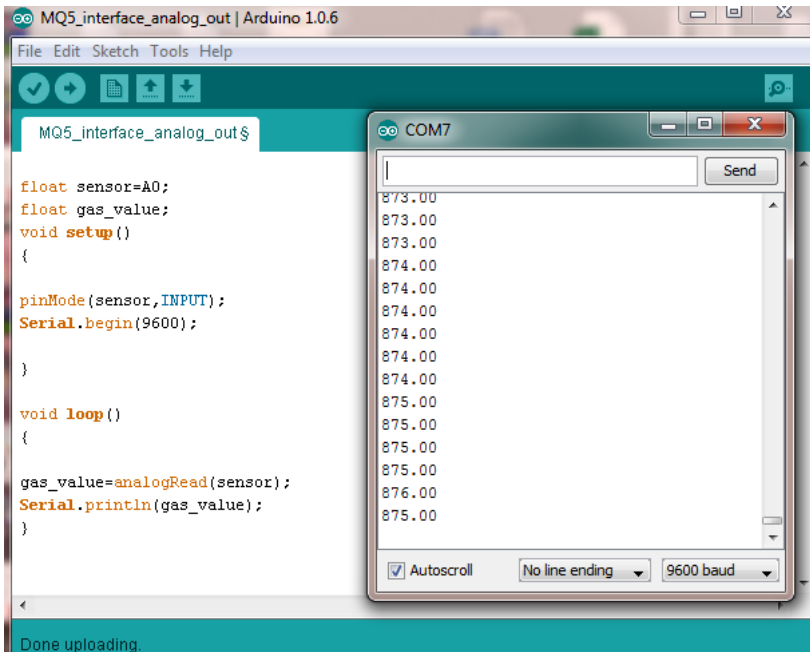 MQ5_interface_analog_out | Arduino 1.0.6
File Edit Sketch Tools Help
MQ5_interface_analog_out §
float sensor=A0;
float gas_value;
void setup()
{
pinMode(sensor,INPUT);
Serial.begin(9600);
}
void loop()
{
gas_value=analogRead(sensor);
Serial.println(gas_value);
}
Done uploading.
COM7
Send
873.00
873.00
873.00
874.00
874.00
874.00
874.00
874.00
874.00
875.00
875.00
875.00
875.00
876.00
875.00
Autoscroll
No line ending
9600 baud